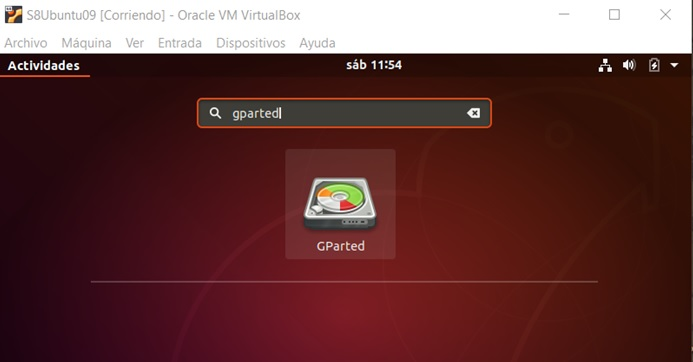 S8Ubuntu09 [Corriendo] - Oracle VM VirtualBox
Archivo Máquina Ver Entrada Dispositivos Ayuda
Actividades sáb 11:54
gparted
GParted